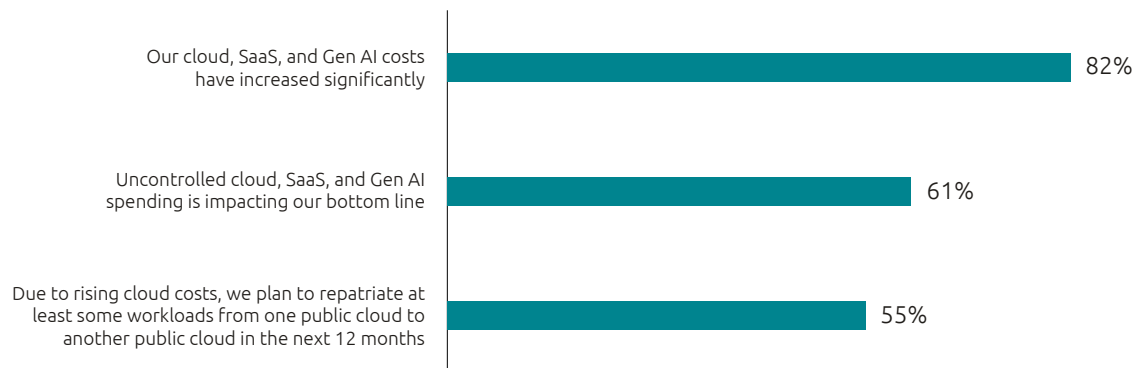 Our cloud, SaaS, and Gen AI costs
have increased significantly
82%
Uncontrolled cloud, SaaS, and Gen AI
spending is impacting our bottom line
61%
Due to rising cloud costs, we plan to repatriate at
least some workloads from one public cloud to
another public cloud in the next 12 months
55%